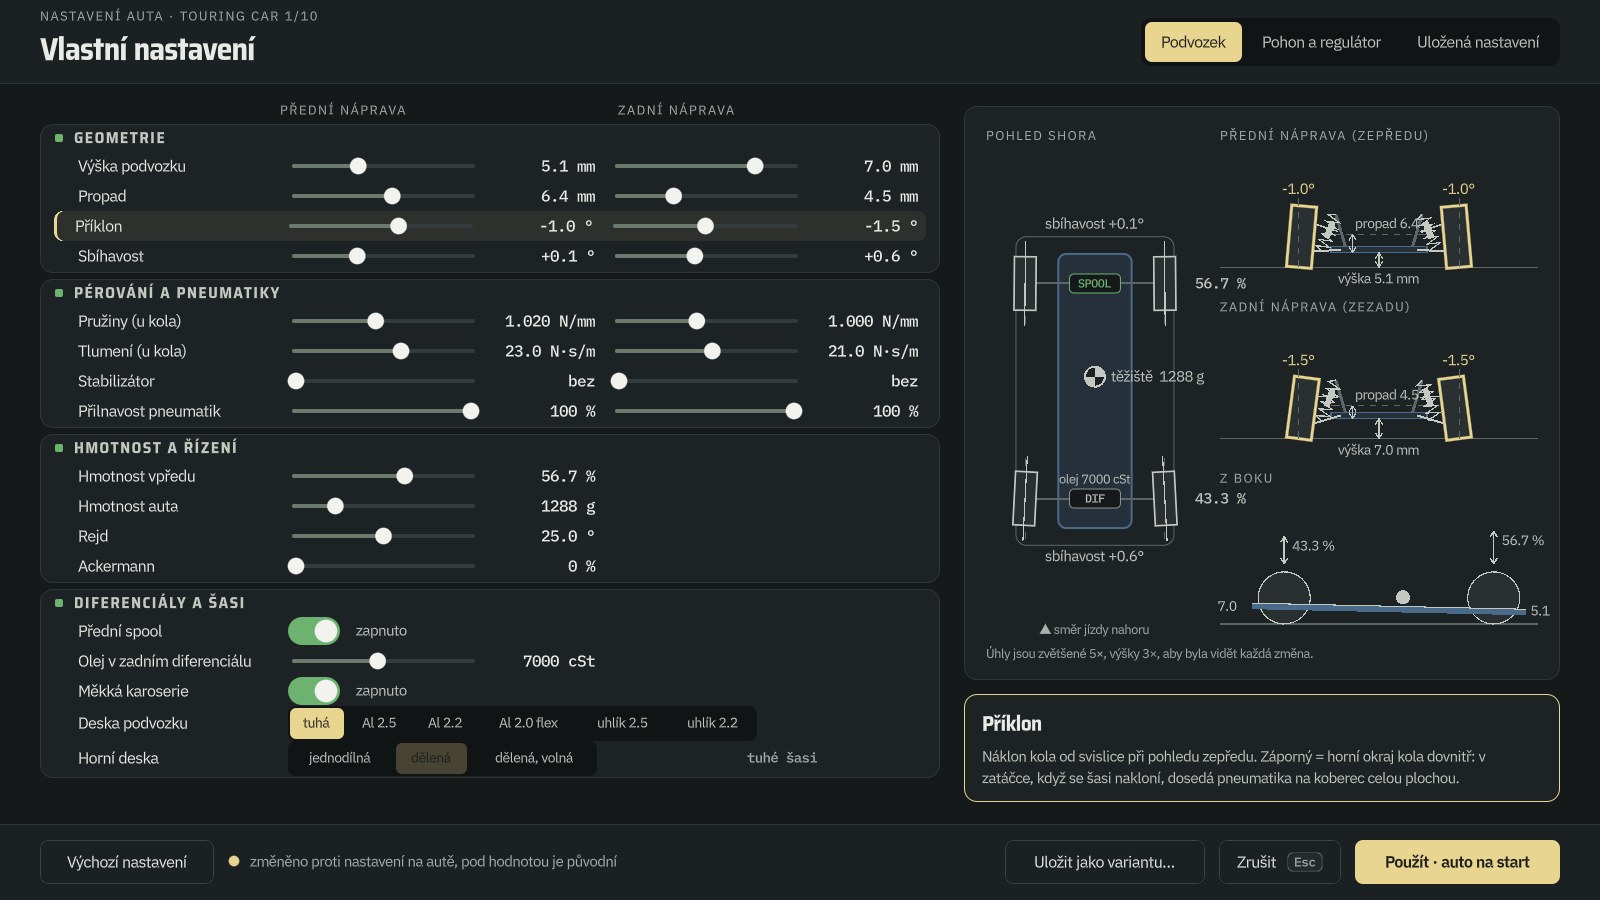 NASTAVENÍ AUTA · TOURING CAR 1/10
Vlastní nastavení
Podvozek
Pohon a regulátor
Uložená nastavení
PŘEDNÍ NÁPRAVA
ZADNÍ NÁPRAVA
GEOMETRIE
Výška podvozku 5.1 mm 7.0 mm
Propad 6.4 mm 4.5 mm
Příklon -1.0 ° -1.5 °
Sbíhavost +0.1 ° +0.6 °
PÉROVÁNÍ A PNEUMATIKY
Pružiny (u kola) 1.020 N/mm 1.000 N/mm
Tlumení (u kola) 23.0 N·s/m 21.0 N·s/m
Stabilizátor bez bez
Přilnavost pneumatik 100 % 100 %
HMOTNOST A ŘÍZENÍ
Hmotnost vpředu 56.7 %
Hmotnost auta 1288 g
Rejd 25.0 °
Ackermann 0 %
DIFERENCIÁLY A ŠASI
Přední spool zapnuto
Olej v zadním diferenciálu 7000 cSt
Měkká karoserie zapnuto
Deska podvozku tuhá Al 2.5 Al 2.2 Al 2.0 flex uhlík 2.5 uhlík 2.2
Horní deska jednodílná dělená dělená, volná tuhé šasi
POHLED SHORA
sbíhavost +0.1°
SPOOL
56.7 %
těžiště 1288 g
olej 7000 cSt
DIF
43.3 %
sbíhavost +0.6°
směr jízdy nahoru
PŘEDNÍ NÁPRAVA (ZEPŘEDU)
-1.0° -1.0°
propad 6.4
výška 5.1 mm
ZADNÍ NÁPRAVA (ZEZADU)
-1.5° -1.5°
propad 4.5
výška 7.0 mm
Z BOKU
43.3 % 56.7 %
7.0 5.1
Úhly jsou zvětšené 5×, výšky 3×, aby byla vidět každá změna.
Příklon
Náklon kola od svislice při pohledu zepředu. Záporný = horní okraj kola dovnitř: v
zatáčce, když se šasi nakloní, dosedá pneumatika na koberec celou plochou.
Výchozí nastavení
změněno proti nastavení na autě, pod hodnotou je původní
Uložit jako variantu...
Zrušit Esc
Použít · auto na start